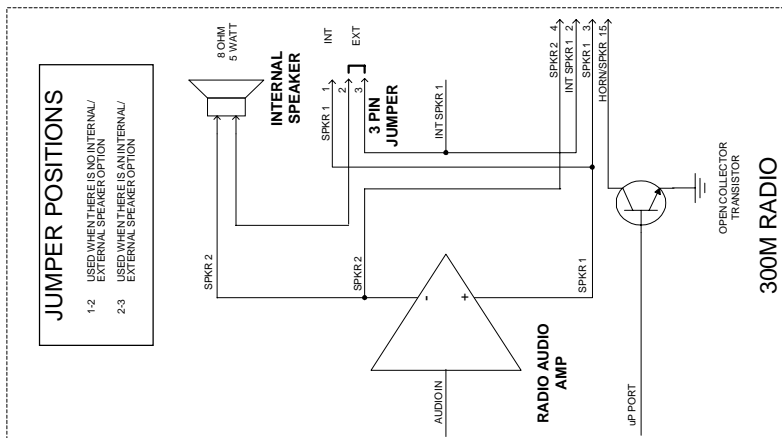 JUMPER POSITIONS
1-2 USED WHEN THERE IS NO INTERNAL/
EXTERNAL SPEAKER OPTION
2-3 USED WHEN THERE IS AN INTERNAL/
EXTERNAL SPEAKER OPTION
8 OHM
5 WATT
INTERNAL
SPEAKER
INT
EXT
SPKR 1 1
2
3
3 PIN
JUMPER
INT SPKR 1
SPKR 2 4
INT SPKR 1 2
SPKR 1 3
HORN/SPKR 15
SPKR 2
SPKR 2
SPKR 1
-
+
AUDIO IN
RADIO AUDIO
AMP
uP PORT
OPEN COLLECTOR
TRANSISTOR
300M RADIO